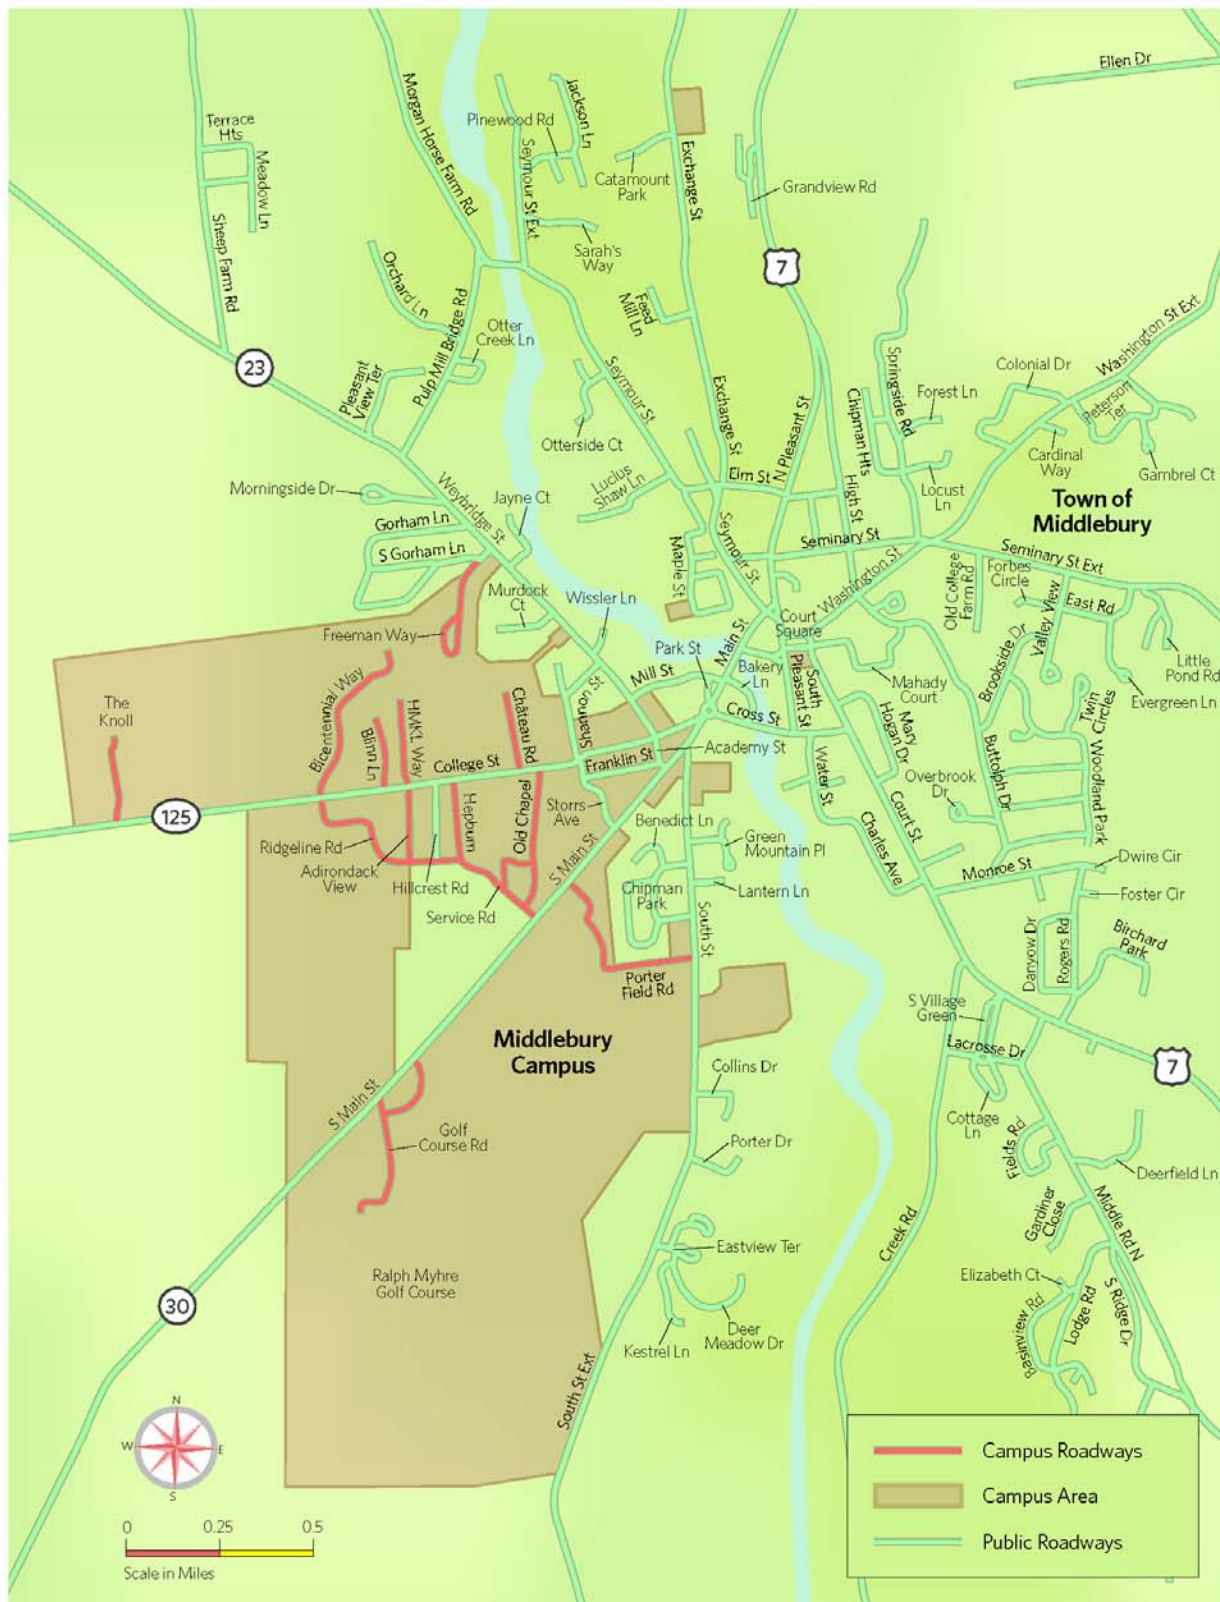 Ellen Dr
Terrace
Hts
Meadow Ln
Sheep Farm Rd
Morgan Horse Farm Rd
Pinewood Rd
Jackson Ln
Seymour St Ext
Sarah's
Way
Catamount
Park
Exchange St
Grandview Rd
7
Orchard Ln
Pulp Mill Bridge Rd
Otter
Creek Ln
23
Pleasant
View Ter
Feed
Mill Ln
Seymour St
Otterside Ct
Exchange St
N Pleasant St
Springside Rd
Chipman Hts
Forest Ln
Locust
Ln
Colonial Dr
Washington St Ext
Peterson
Ter
Cardinal
Way
Gambrel Ct
Morningside Dr
Weybridge St
Jayne Ct
Gorham Ln
S Gorham Ln
Lucius
Shaw Ln
Elm St
High St
Town of
Middlebury
Seymour St
Maple St
Seminary St
Seminary St Ext
Washington St
Old College
Farm Rd
Forbes
Circle
Valley View
East Rd
Brookside Dr
Little
Pond Rd
Evergreen Ln
Murdock
Ct
Wissler Ln
Freeman Way
Park St
Main St
Court
Square
Bakery
Ln
South
Pleasant St
Mahady
Court
Mill St
Shannon St
Cross St
Mary
Hogan Dr
Twin
Circles
Buttolph Dr
Woodland Park
The
Knoll
Bicentennial Way
Blinn Ln
HMKL Way
Château Rd
College St
Franklin St
Academy St
125
Ridgeline Rd
Adirondack
View
Hillcrest Rd
Hepburn
Old Chapel
Service Rd
Storrs
Ave
S Main St
Benedict Ln
Green
Mountain Pl
Lantern Ln
Chipman
Park
South St
Water St
Charles Ave
Court St
Overbrook
Dr
Monroe St
Dwire Cir
Foster Cir
Danyow Dr
Rogers Rd
Birchard
Park
Porter
Field Rd
S Village
Green
Lacrosse Dr
7
Middlebury
Campus
Collins Dr
Cottage
Ln
Fields Rd
Deerfield Ln
S Main St
Golf
Course Rd
Porter Dr
Creek Rd
Gardiner
Close
Middle Rd N
Eastview Ter
Ralph Myhre
Golf Course
Elizabeth Ct
Basinview Rd
Lodge Rd
S Ridge Dr
30
Deer
Meadow Dr
Kestrel Ln
South St Ext
N
W
E
S
0
0.25
0.5
Scale in Miles
Campus Roadways
Campus Area
Public Roadways